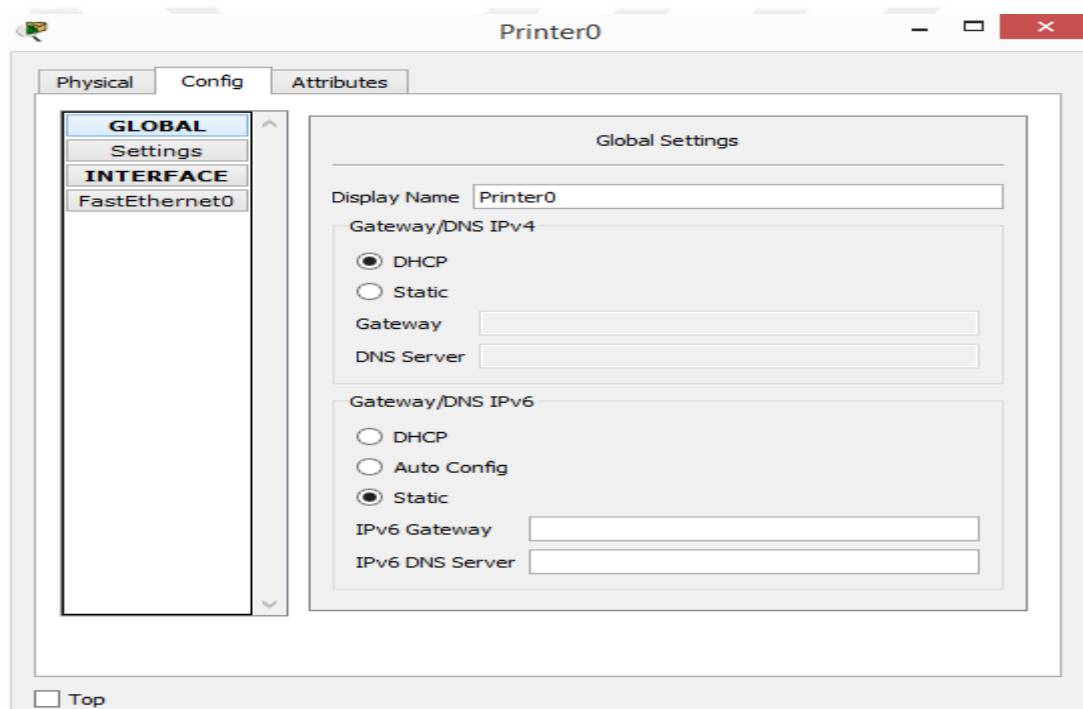 Printer0
Physical Config Attributes
GLOBAL
Settings
INTERFACE
FastEthernet0
Global Settings
Display Name Printer0
Gateway/DNS IPv4
DHCP
Static
Gateway
DNS Server
Gateway/DNS IPv6
DHCP
Auto Config
Static
IPv6 Gateway
IPv6 DNS Server
Top